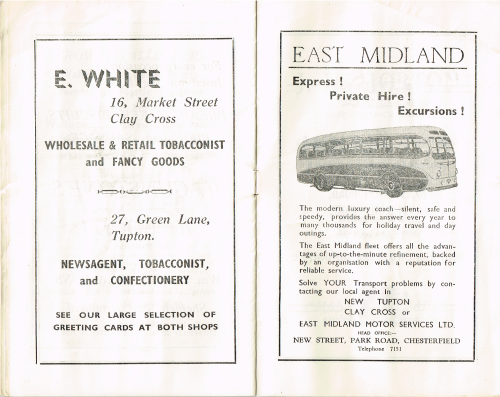 E. WHITE
16, Market Street
Clay Cross
WHOLESALE & RETAIL TOBACCONIST
and FANCY GOODS
27, Green Lane,
Tupton.
NEWSAGENT, TOBACCONIST,
and CONFECTIONERY
SEE OUR LARGE SELECTION OF
GREETING CARDS AT BOTH SHOPS
EAST MIDLAND
Express !
Private Hire !
Excursions !
The modern luxury coach—silent, safe and
speedy, provides the answer every year to
many thousands for holiday travel and day
outings.
The East Midland fleet offers all the advan-
tages of up-to-the-minute refinement, backed
by an organisation with a reputation for
reliable service.
Solve YOUR Transport problems by con-
tacting our local agent in
NEW TUPTON
CLAY CROSS or
EAST MIDLAND MOTOR SERVICES LTD.
HEAD OFFICE:—
NEW STREET, PARK ROAD, CHESTERFIELD
Telephone 7151